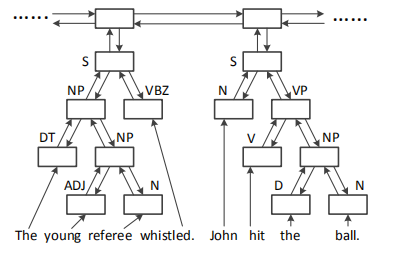 ...... ......
S S
NP VBZ N VP
DT NP V NP
ADJ N D N
The young referee whistled. John hit the ball.